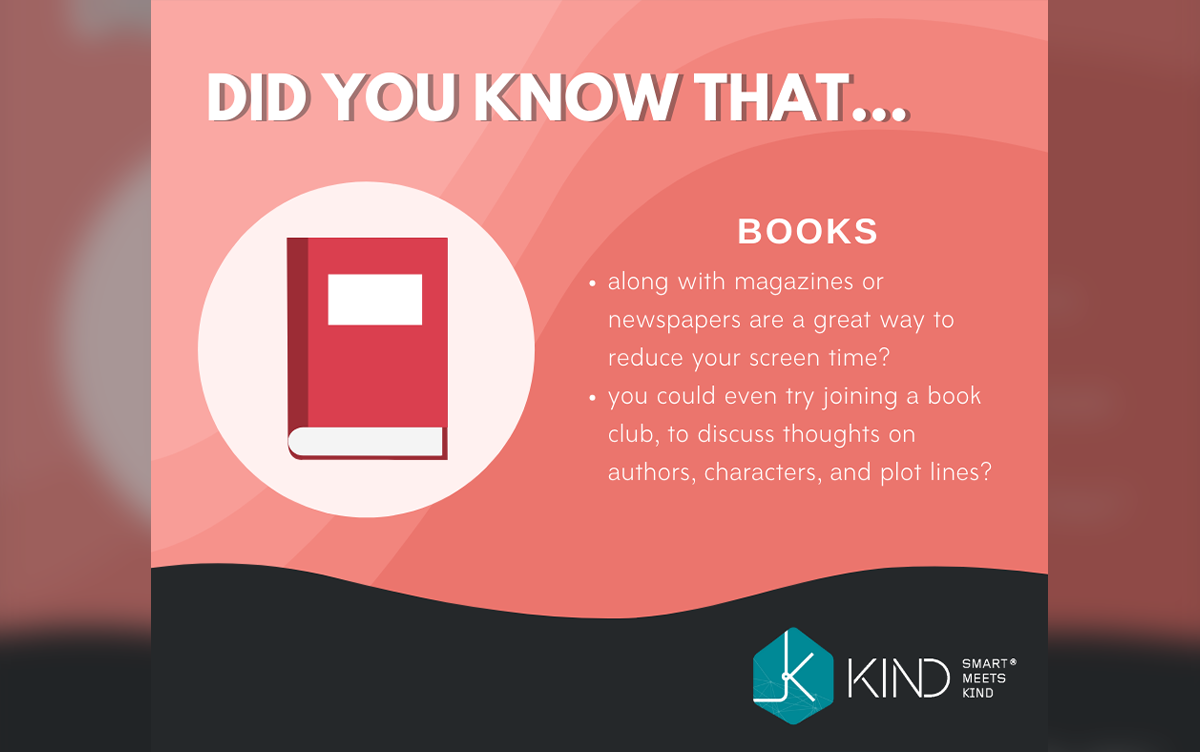 DID YOU KNOW THAT...
BOOKS
• along with magazines or
newspapers are a great way to
reduce your screen time?
• you could even try joining a book
club, to discuss thoughts on
authors, characters, and plot lines?
KIND
SMART®
MEETS
KIND